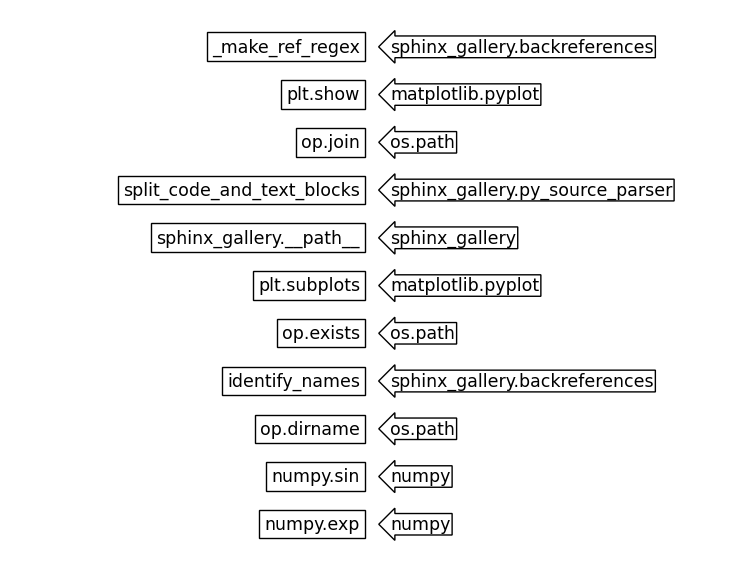 _make_ref_regex sphinx_gallery.backreferences
plt.show matplotlib.pyplot
op.join os.path
split_code_and_text_blocks sphinx_gallery.py_source_parser
sphinx_gallery.__path__ sphinx_gallery
plt.subplots matplotlib.pyplot
op.exists os.path
identify_names sphinx_gallery.backreferences
op.dirname os.path
numpy.sin numpy
numpy.exp numpy